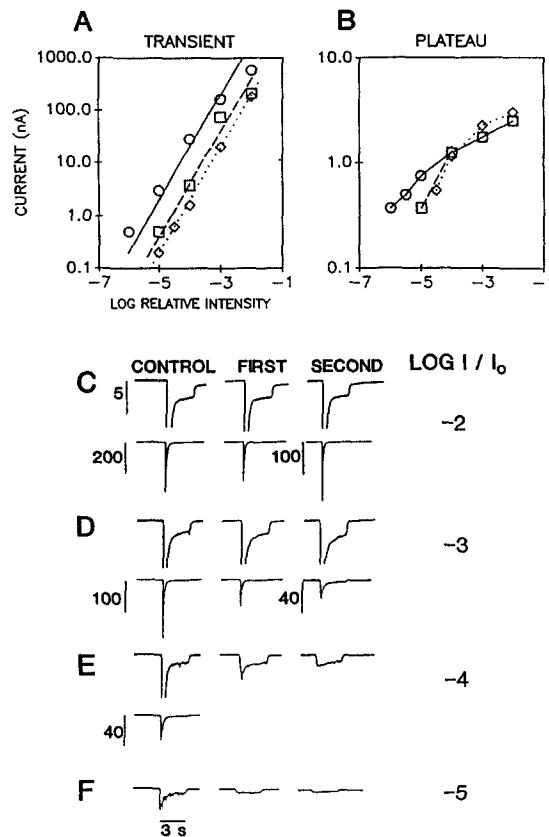 A
B
TRANSIENT
PLATEAU
1000.0
100.0
10.0
1.0
0.1
CURRENT (nA)
-7 -5 -3 -1
LOG RELATIVE INTENSITY
10.0
1.0
0.1
-7 -5 -3 -1
CONTROL FIRST SECOND LOG I / I₀
C
5
-2
200
100
D
-3
100
40
E
-4
40
F
-5
3 s